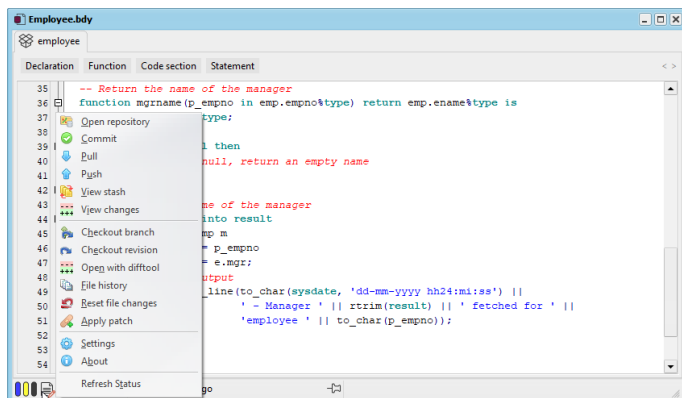 Employee.bdy
employee
Declaration Function Code section Statement
35 -- Return the name of the manager
36 function mgrname(p_empno in emp.empno%type) return emp.ename%type is
37 type;
38
39 l then
40 null, return an empty name
41
42
43 me of the manager
44 into result
45 mp m
46 = p_empno
47 = e.mgr;
48 utput
49 _line(to_char(sysdate, 'dd-mm-yyyy hh24:mi:ss') ||
50 ' - Manager ' || rtrim(result) || ' fetched for ' ||
51 'employee ' || to_char(p_empno));
52
53
54
Open repository
Commit
Pull
Push
View stash
View changes
Checkout branch
Checkout revision
Open with difftool
File history
Reset file changes
Apply patch
Settings
About
Refresh Status
go